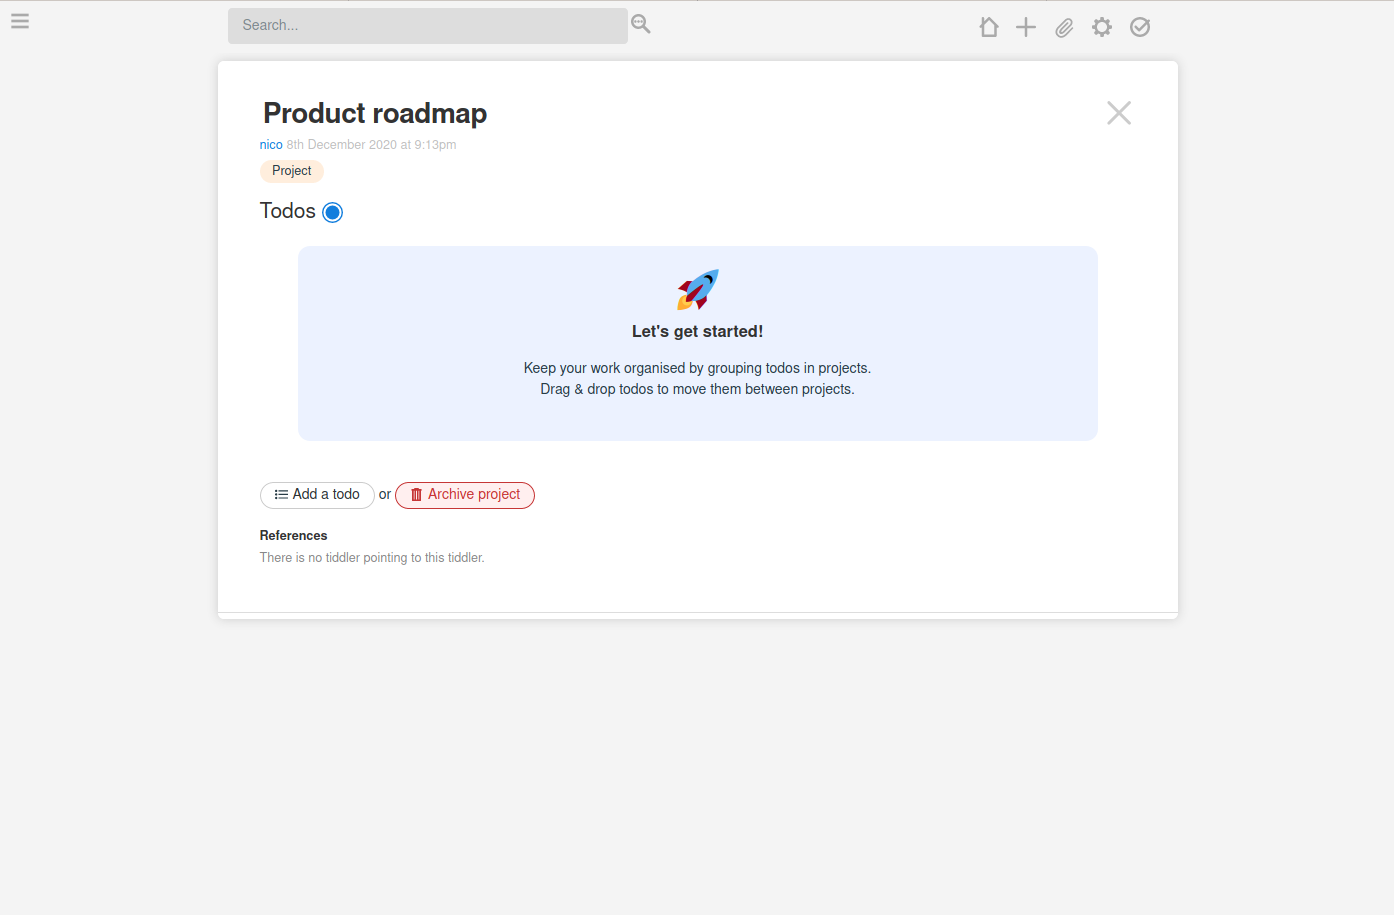 Search...
Product roadmap
nico 8th December 2020 at 9:13pm
Project
Todos
Let's get started!
Keep your work organised by grouping todos in projects.
Drag & drop todos to move them between projects.
Add a todo or Archive project
References
There is no tiddler pointing to this tiddler.